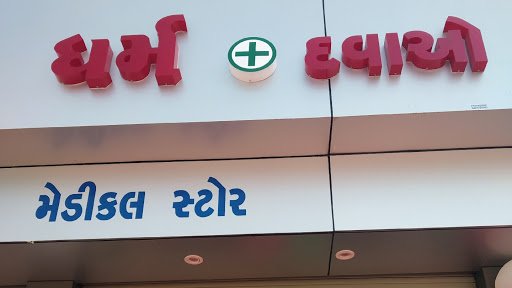 ધર્મ દવાઓ
મેડીકલ સ્ટોર